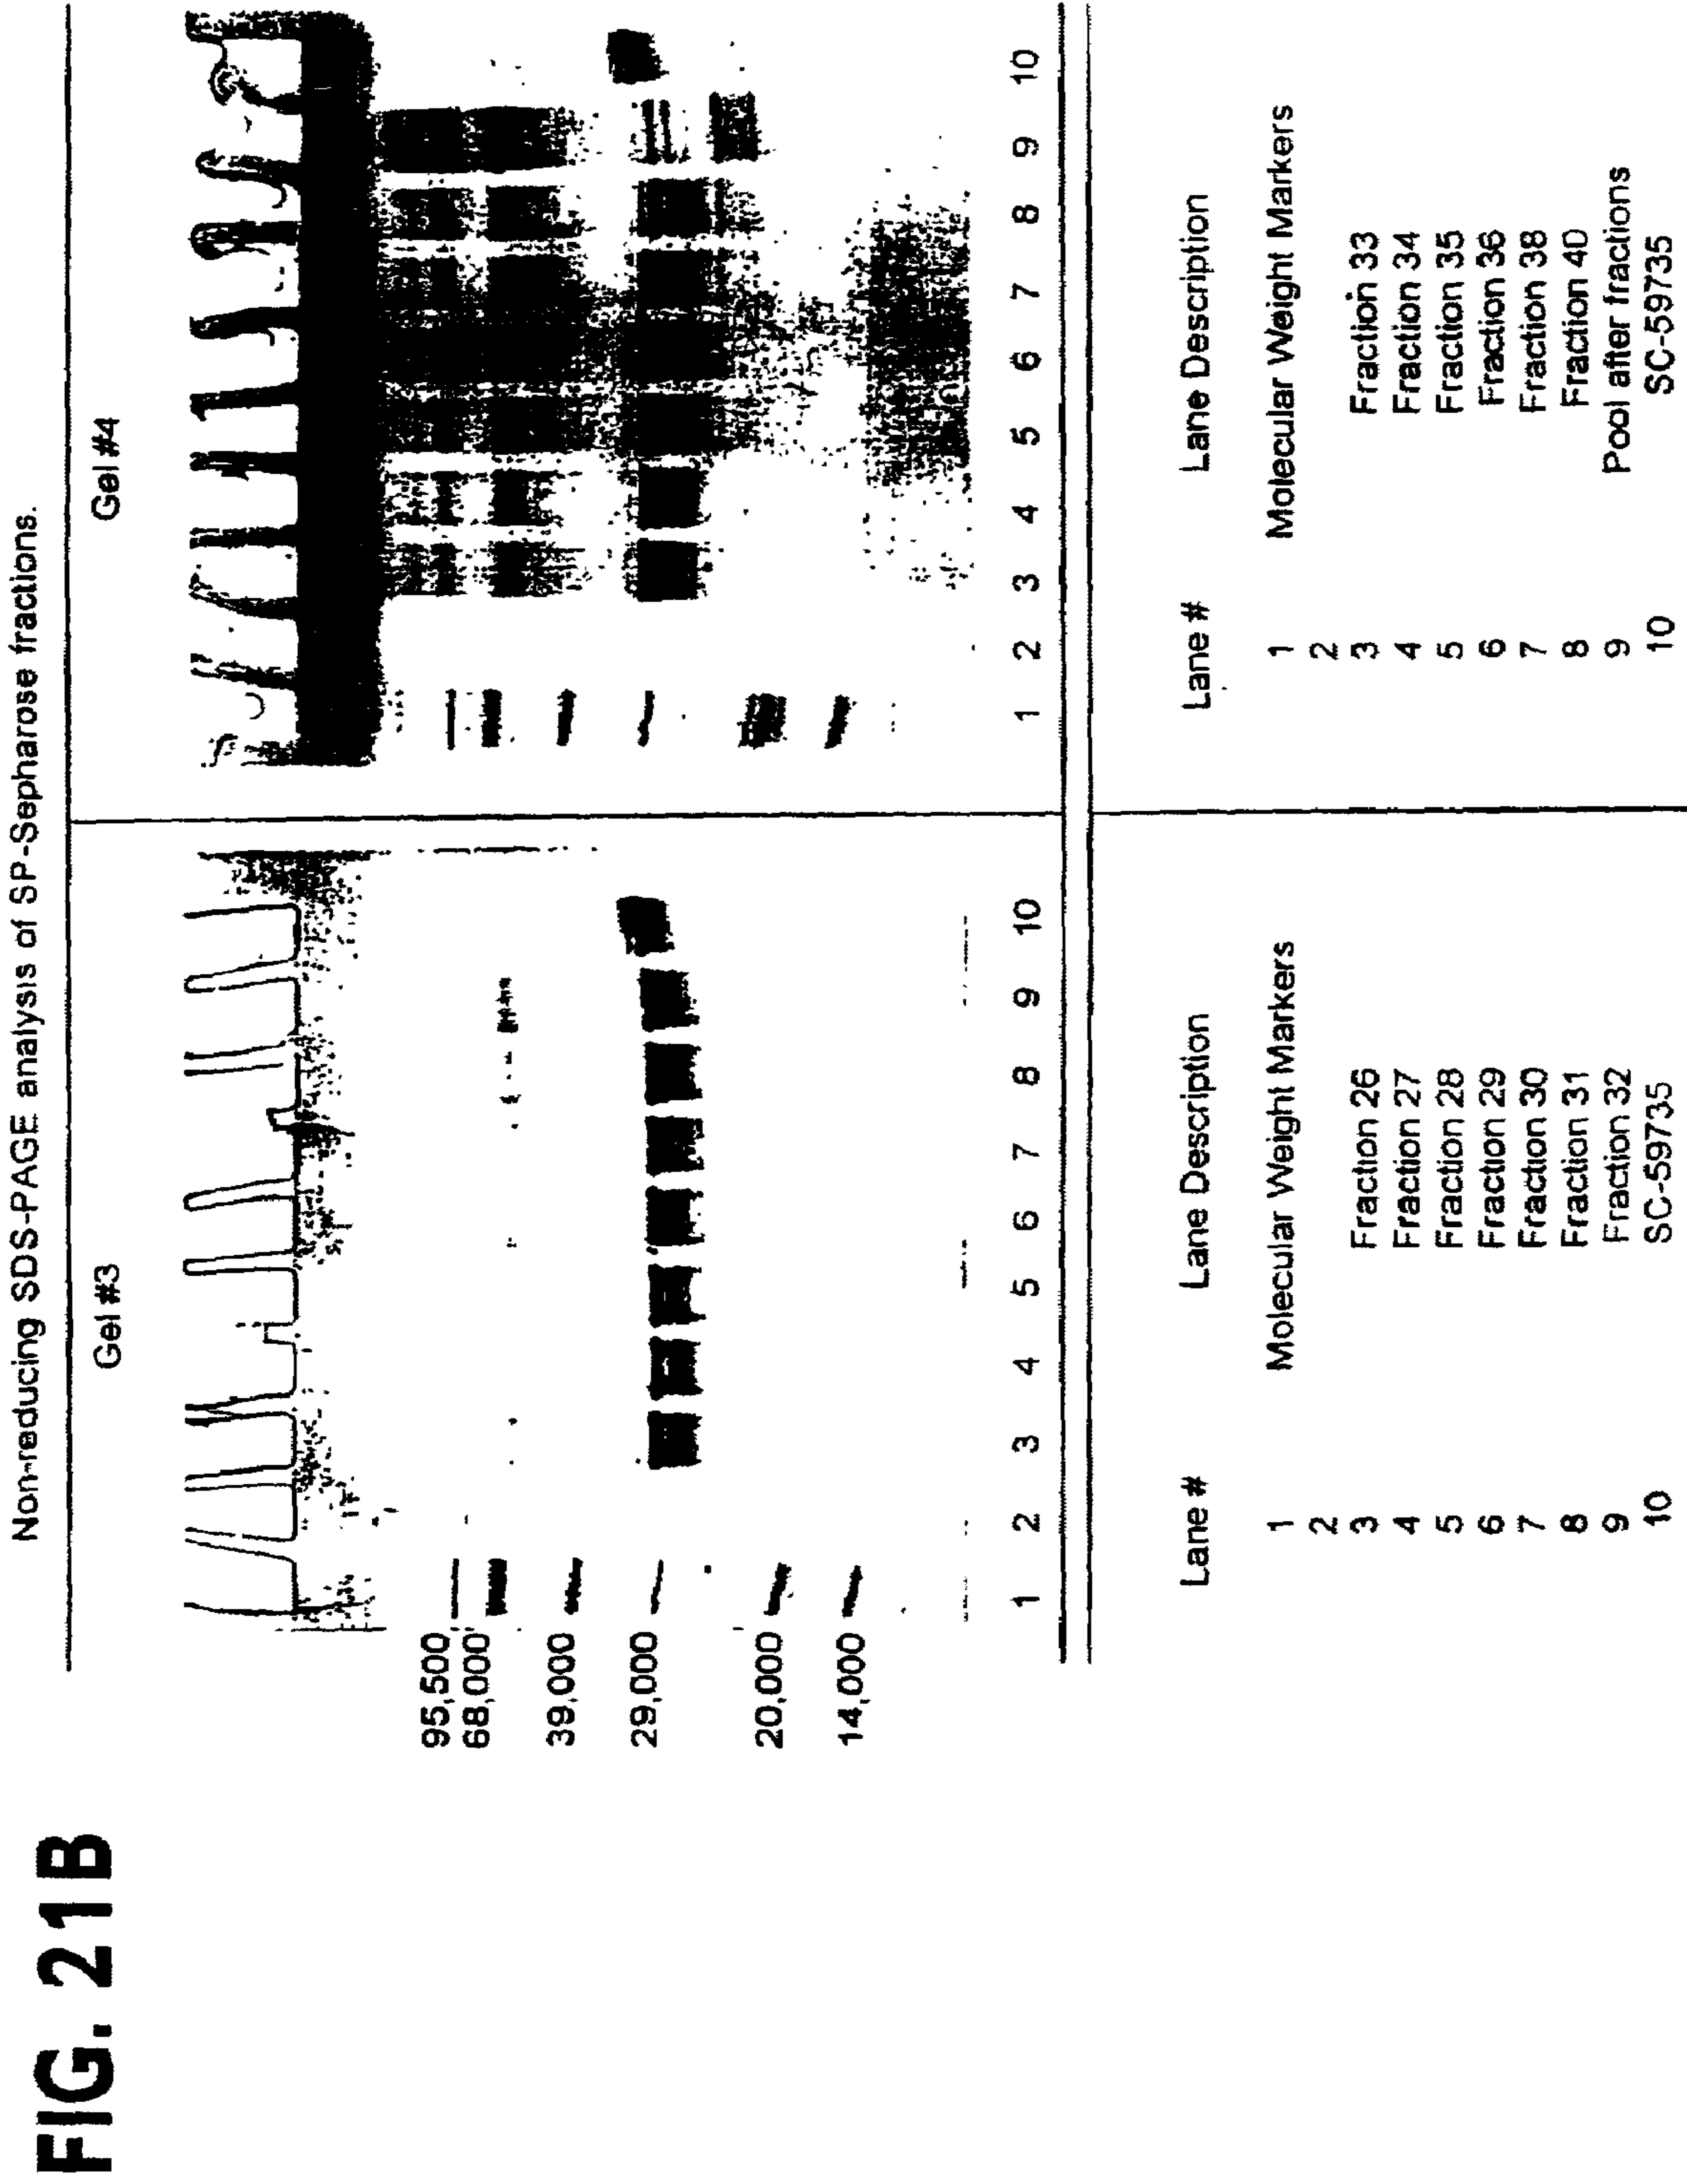 FIG. 21B
Non-reducing SDS-PAGE analysis of SP-Sepharose fractions.
Gel #3
95,500
68,000
39,000
29,000
20,000
14,000
1 2 3 4 5 6 7 8 9 10
Lane # Lane Description
1 Molecular Weight Markers
2
3 Fraction 26
4 Fraction 27
5 Fraction 28
6 Fraction 29
7 Fraction 30
8 Fraction 31
9 Fraction 32
10 SC-59735
Gel #4
1 2 3 4 5 6 7 8 9 10
Lane # Lane Description
1 Molecular Weight Markers
2
3 Fraction 33
4 Fraction 34
5 Fraction 35
6 Fraction 36
7 Fraction 38
8 Fraction 40
9 Pool after fractions
10 SC-59735